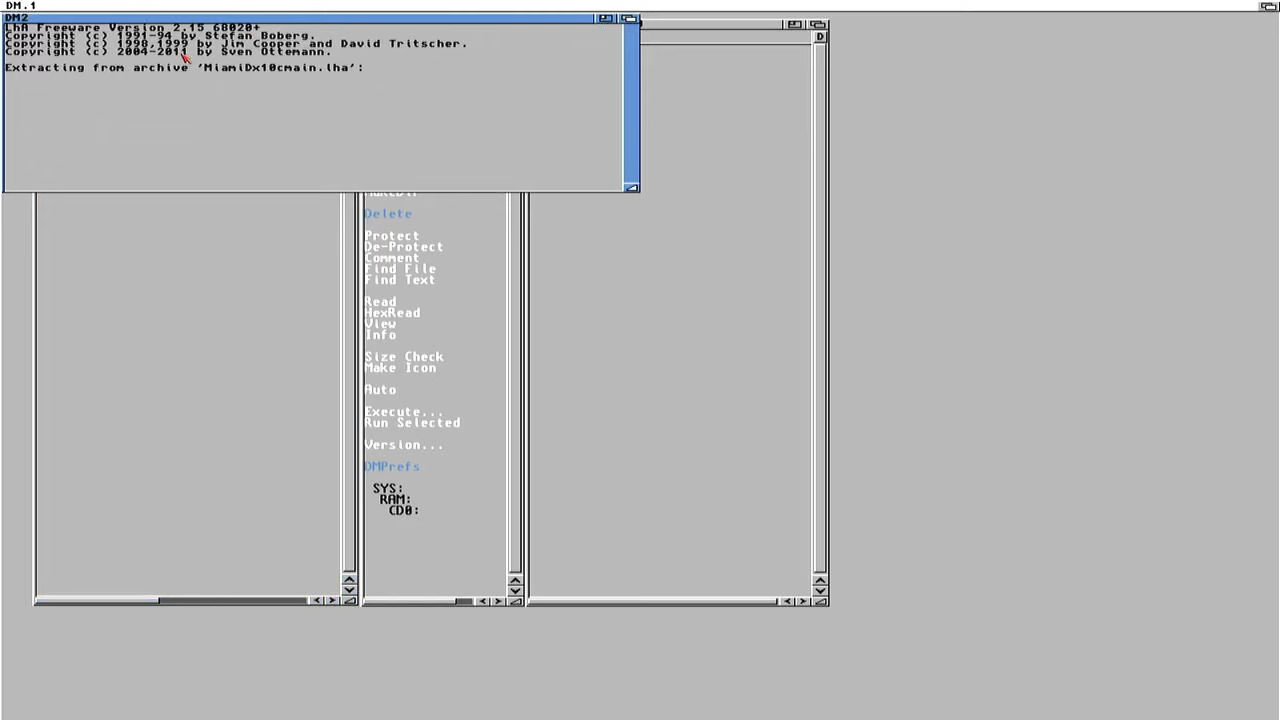 DM.1
DM2
LhA Freeware Version 2.15 68020+
Copyright (c) 1991-94 by Stefan Boberg.
Copyright (c) 1998,1999 by Jim Cooper and David Tritscher.
Copyright (c) 2004-2011 by Sven Ottemann.
Extracting from archive 'MiamiDx10cmain.lha':
D
MakeDir
Delete
Protect
De-Protect
Comment
Find File
Find Text
Read
HexRead
View
Info
Size Check
Make Icon
Auto
Execute...
Run Selected
Version...
DMPrefs
SYS:
RAM:
CD0: